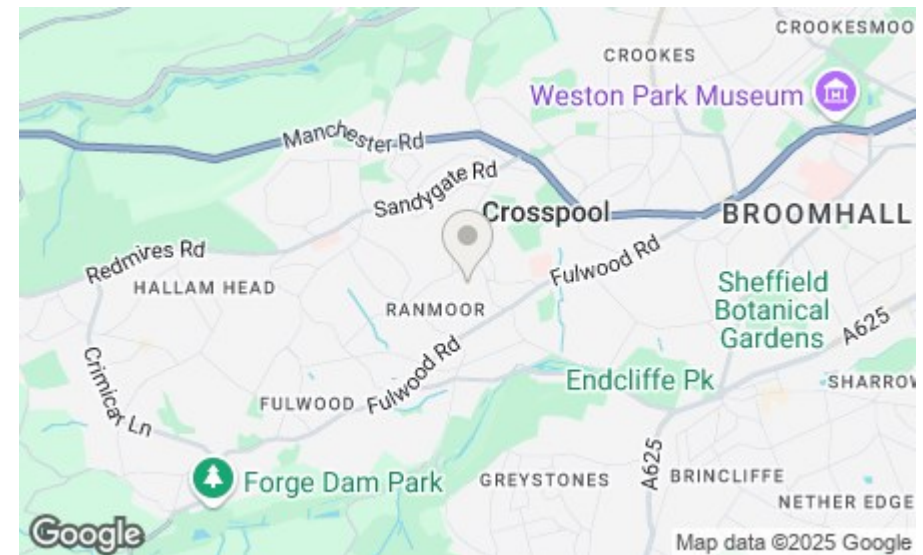 CROOKESMOO
CROOKES
Weston Park Museum
Manchester Rd
Sandygate Rd
Crosspool
BROOMHALL
Redmires Rd
Fulwood Rd
HALLAM HEAD
Sheffield
Botanical
Gardens
RANMOOR
A625
Crimicar Ln
Fulwood Rd
Endcliffe Pk
SHARROW
FULWOOD
A625
Forge Dam Park
GREYSTONES
BRINCLIFFE
NETHER EDGE
Google
Map data ©2025 Google